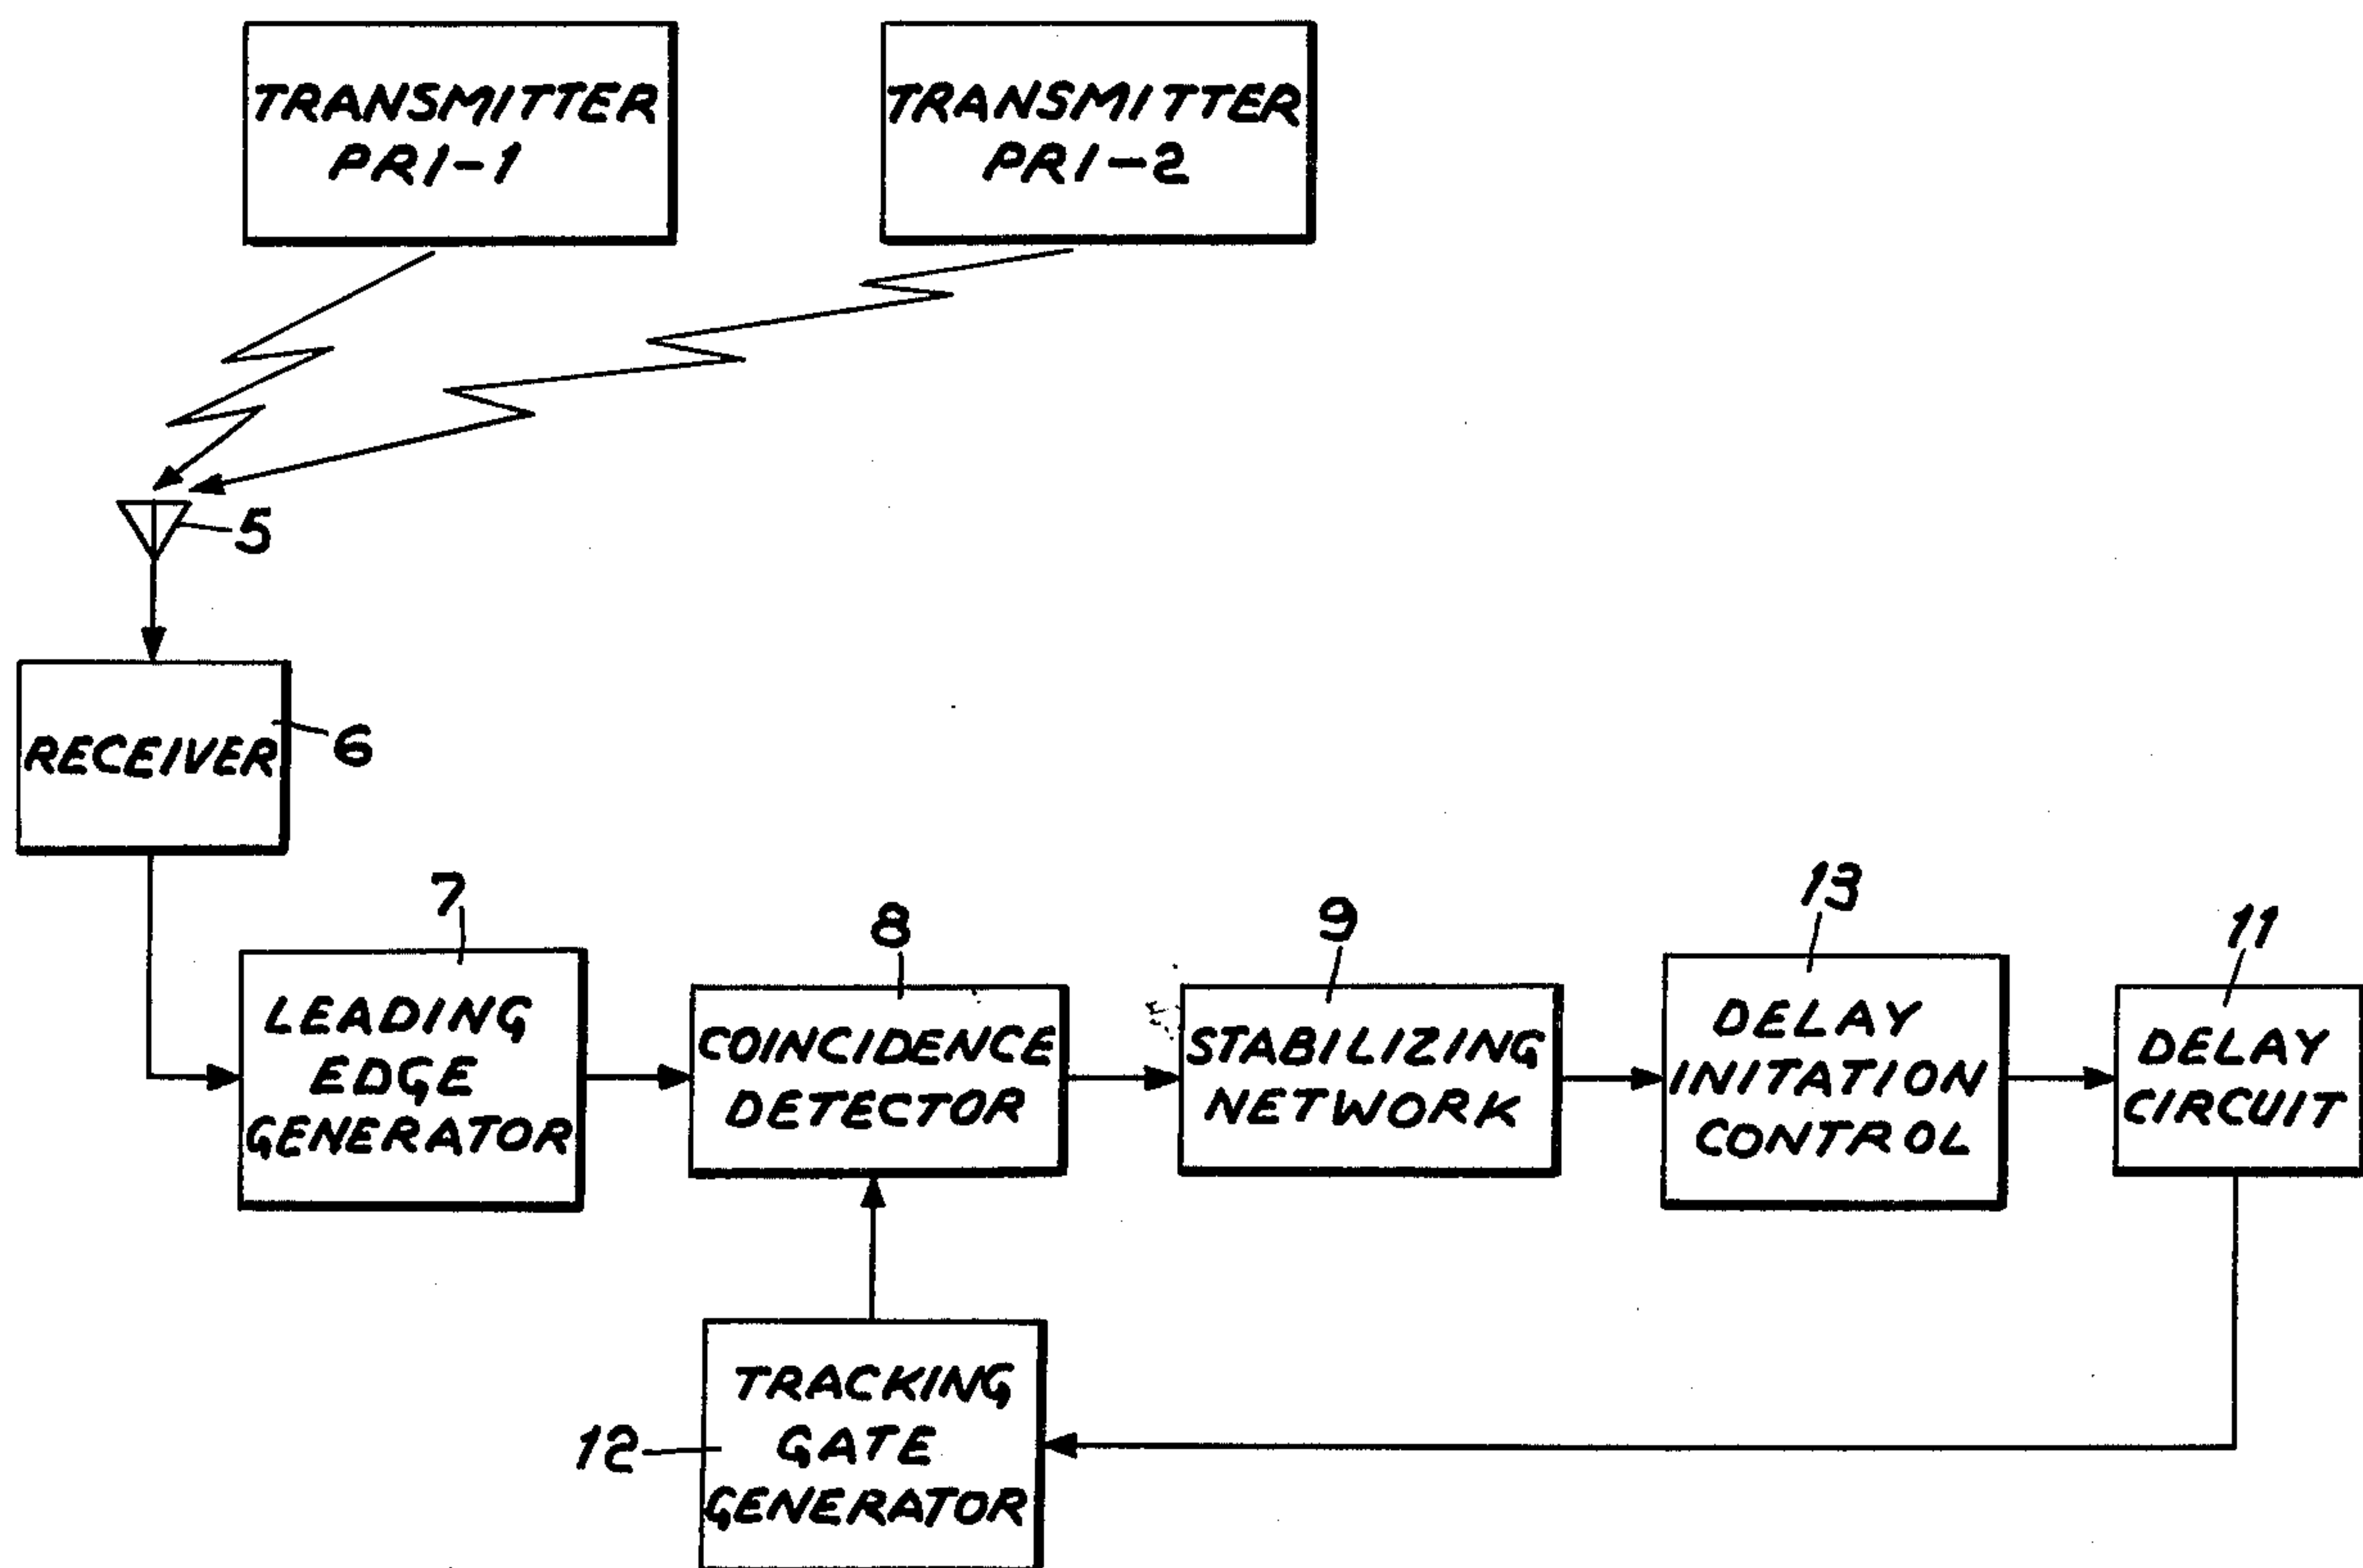 TRANSMITTER
PRI-1
TRANSMITTER
PRI-2
5
RECEIVER
6
7
LEADING
EDGE
GENERATOR
8
COINCIDENCE
DETECTOR
9
STABILIZING
NETWORK
13
DELAY
INITATION
CONTROL
11
DELAY
CIRCUIT
12
TRACKING
GATE
GENERATOR